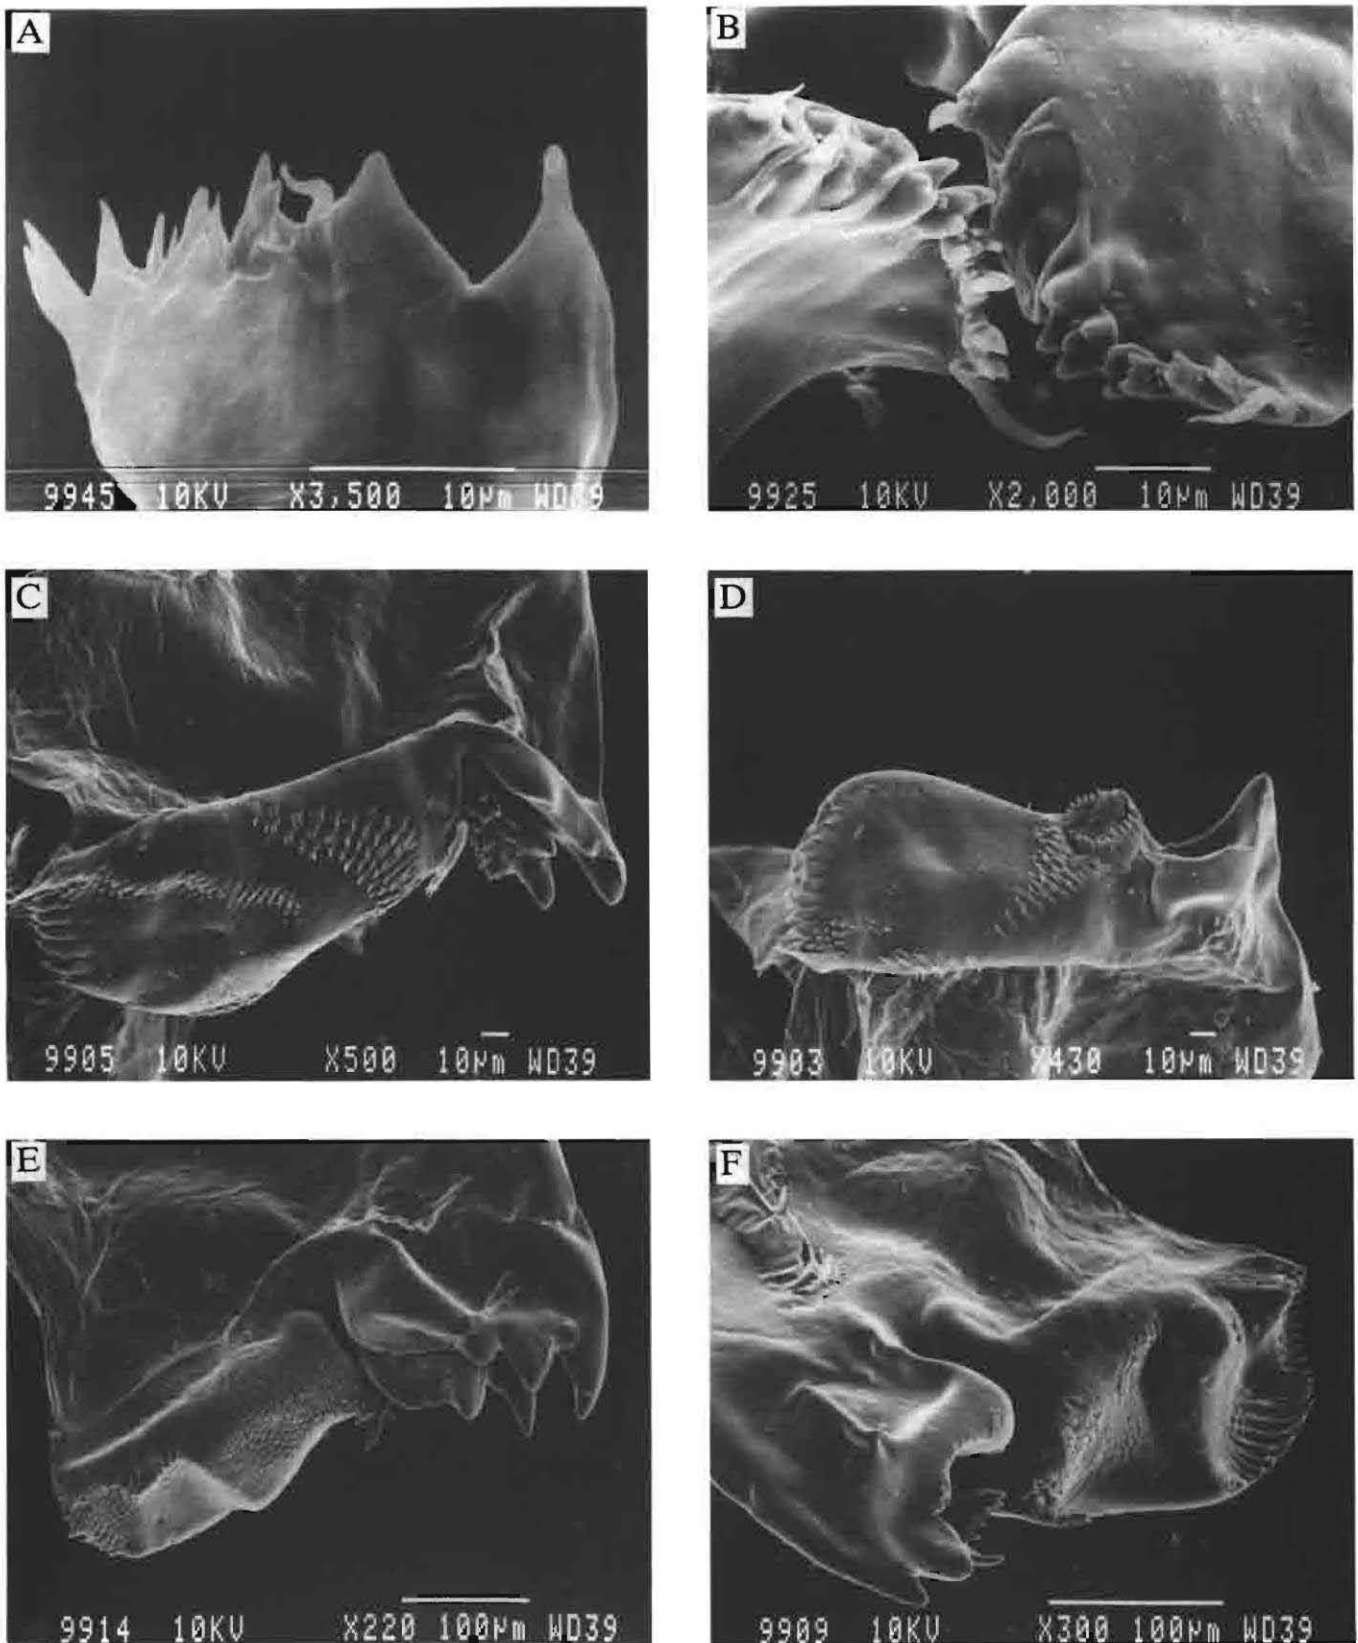 A
9945 10KV X3,500 10µm WD39
B
9925 10KV X2,000 10µm WD39
C
9905 10KV X500 10µm WD39
D
9903 10KV X430 10µm WD39
E
9914 10KV X220 100µm WD39
F
9909 10KV X300 100µm WD39